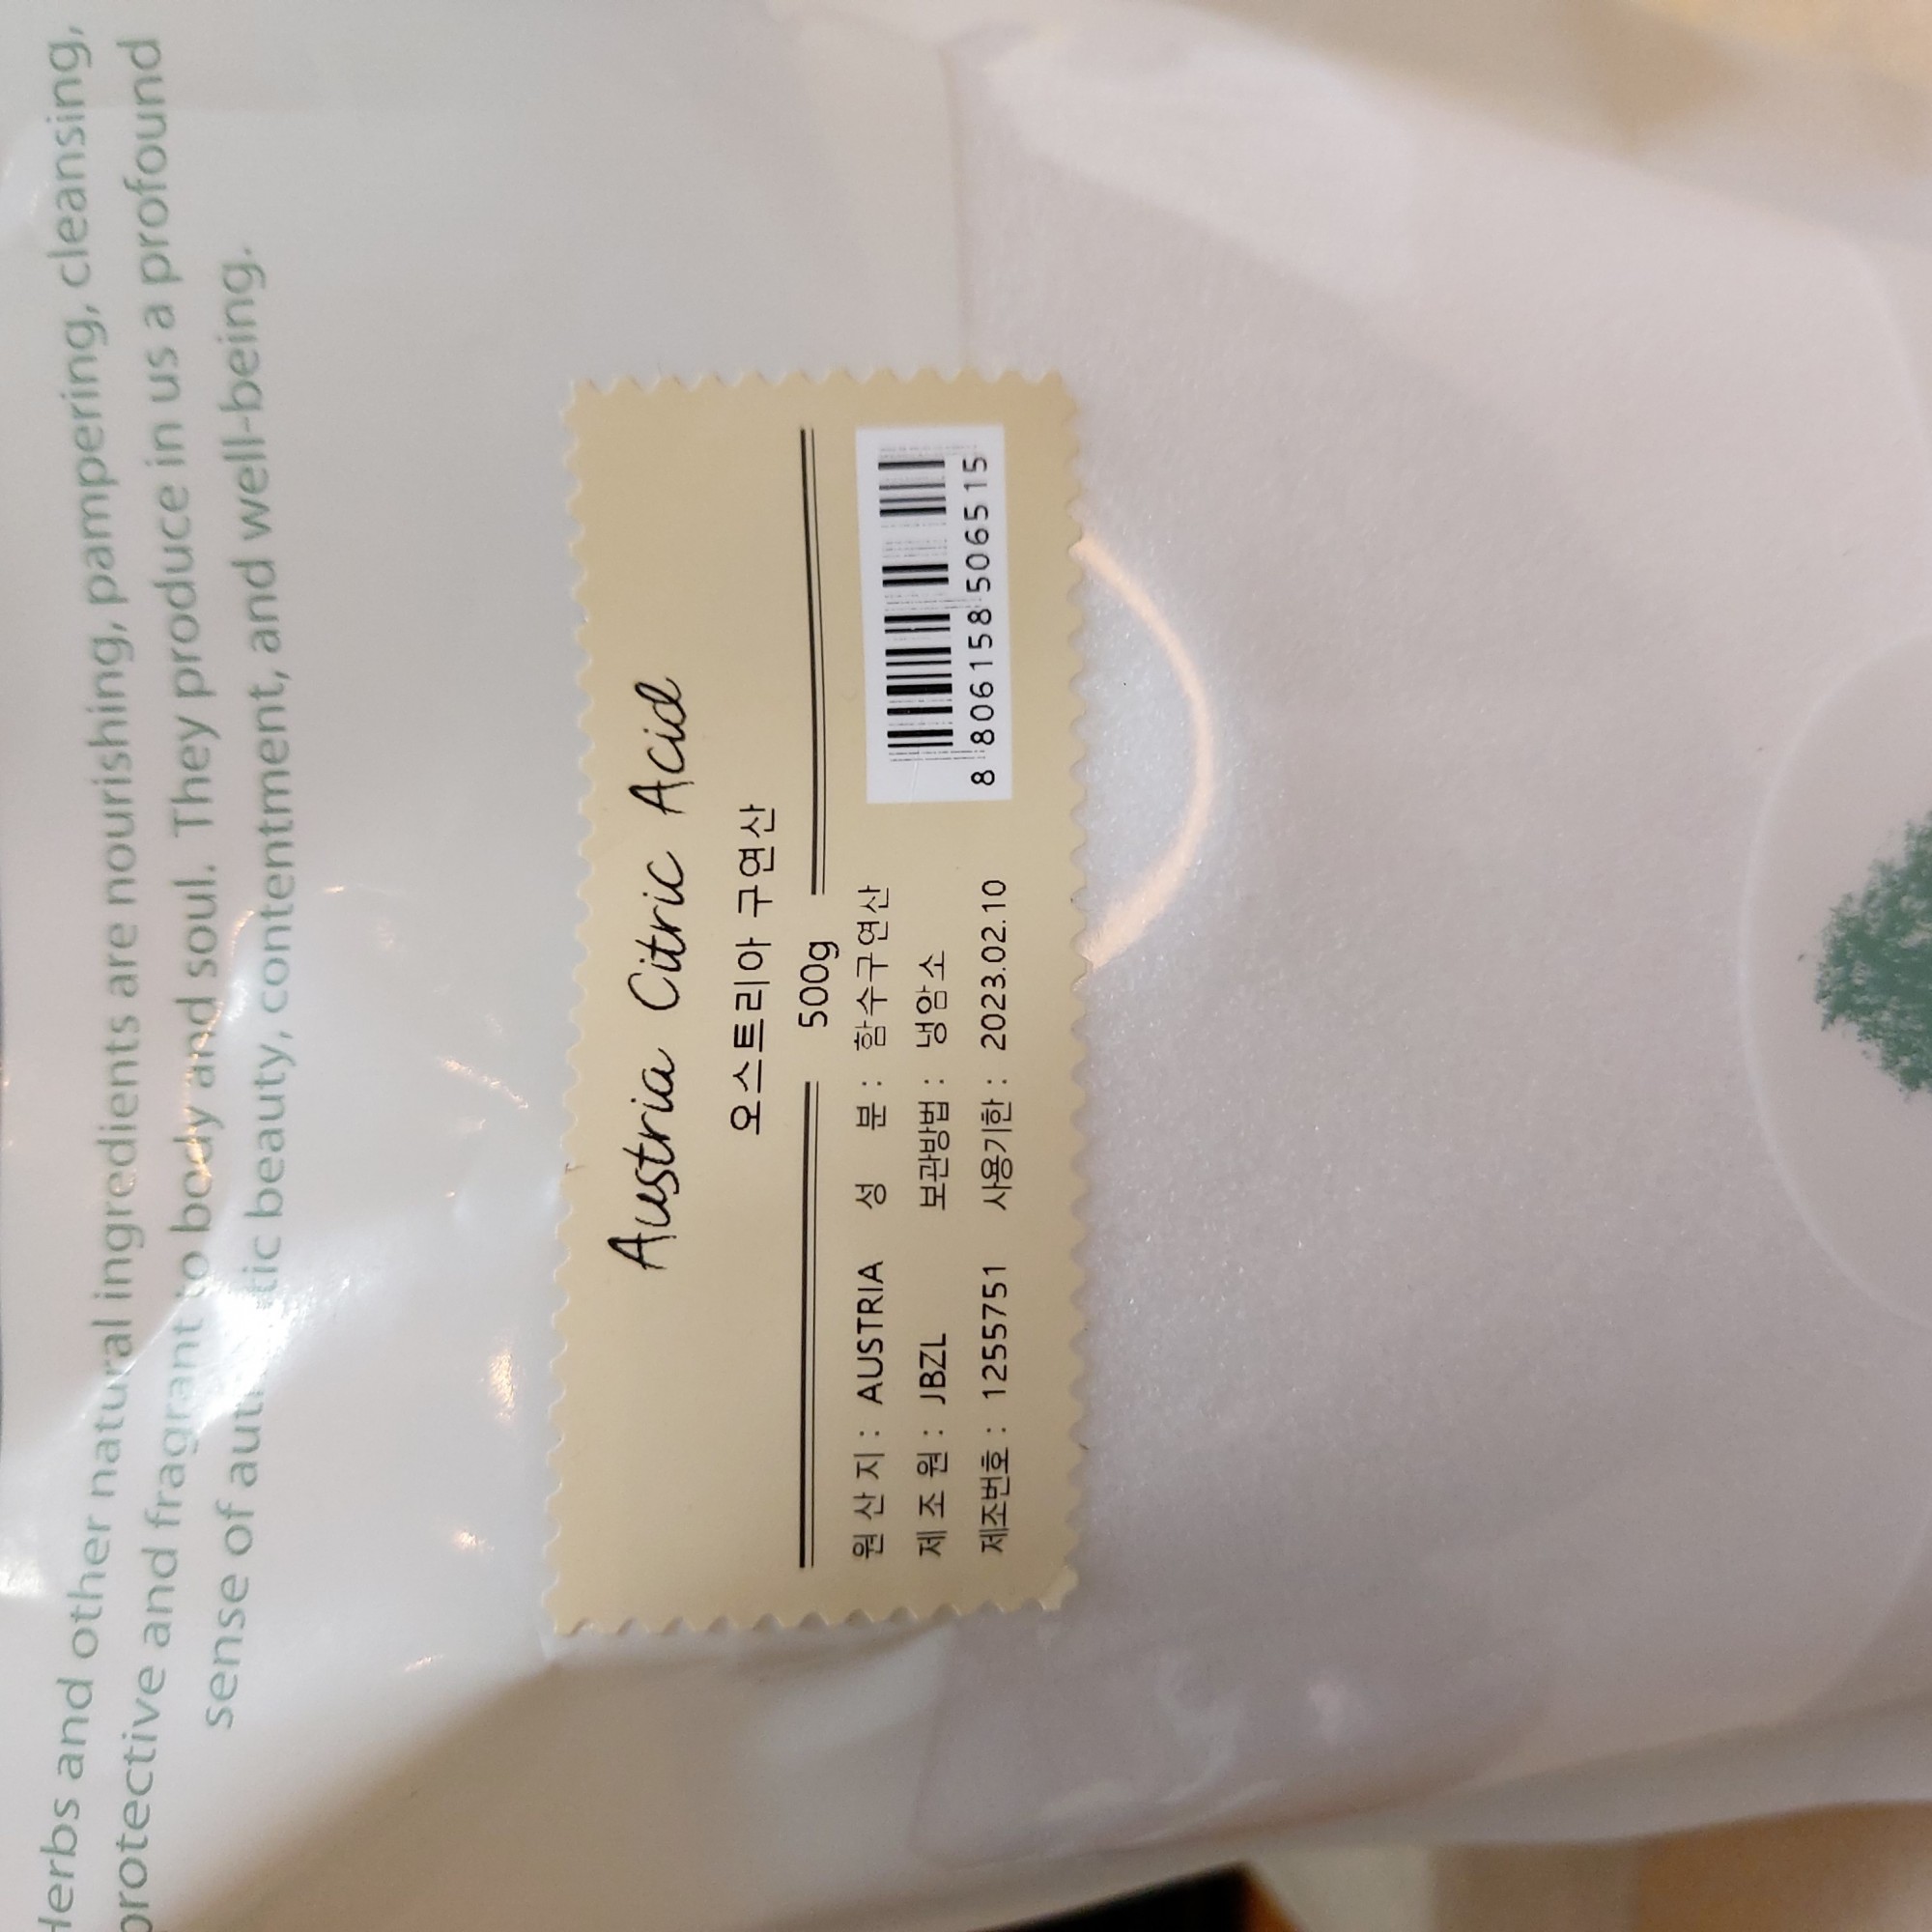 Herbs and other natural ingredients are nourishing, pampering, cleansing,
protective and fragrant to body and soul. They produce in us a profound
sense of tic beauty, contentment, and well-being.
Austria Citric Acid
오스트리아 구연산
500g
원 산 지 : AUSTRIA 성 분 : 함수구연산
제 조 원 : JBZL 보관방법 : 냉암소
제조번호 : 1255751 사용기한 : 2023.02.10
8 806158 506515